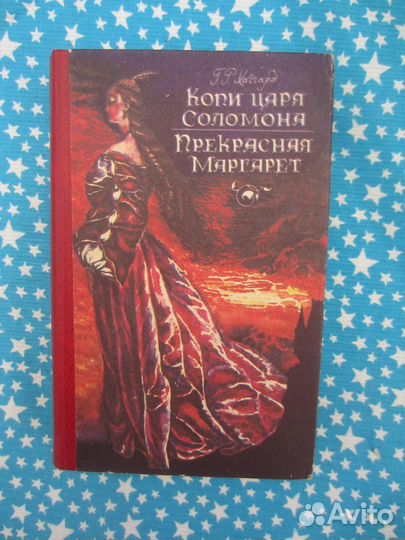 Г.Р. Хаггард
Копи царя
Соломона
Прекрасная
Маргарет
Avito